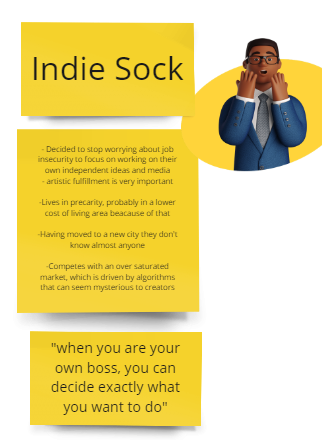 Indie Sock
- Decided to stop worrying about job
insecurity to focus on working on their
own independent ideas and media
- artistic fulfillment is very important
-Lives in precarity, probably in a lower
cost of living area beacause of that
-Having moved to a new city they don't
know almost anyone
-Competes with an over saturated
market, which is driven by algorithms
that can seem mysterious to creators
"when you are your
own boss, you can
decide exactly what
you want to do"